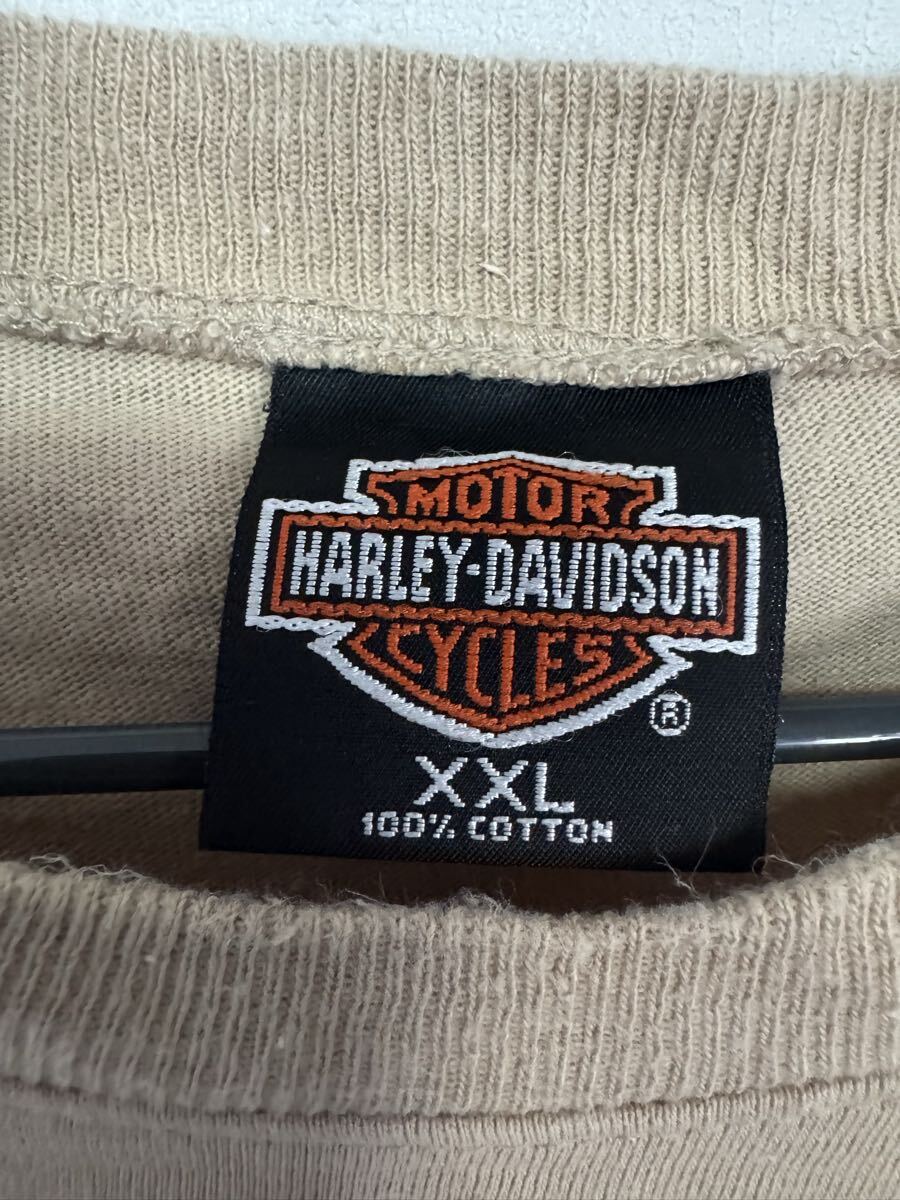 MOTOR
HARLEY-DAVIDSON
CYCLES
®
XXL
100% COTTON